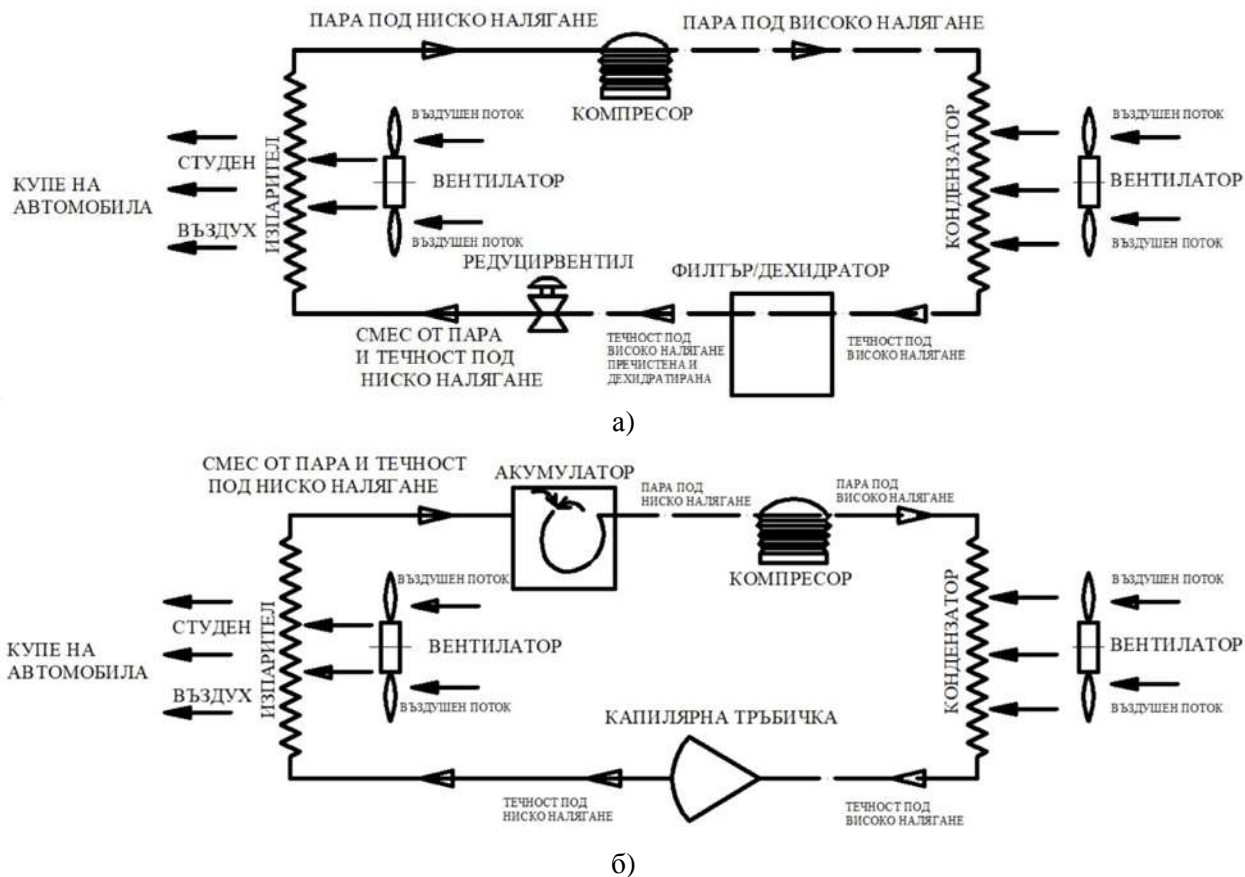 ПАРА ПОД НИСКО НАЛЯГАНЕ
ПАРА ПОД ВИСОКО НАЛЯГАНЕ
КОМПРЕСОР
ВЪЗДУШЕН ПОТОК
ВЪЗДУШЕН ПОТОК
СТУДЕН
ИЗПАРИТЕЛ
КОНДЕНЗАТОР
КУПЕ НА
АВТОМОБИЛА
ВЕНТИЛАТОР
ВЕНТИЛАТОР
ВЪЗДУХ
ВЪЗДУШЕН ПОТОК
ВЪЗДУШЕН ПОТОК
РЕДУЦИРВЕНТИЛ
ФИЛТЪР/ДЕХИДРАТОР
СМЕС ОТ ПАРА
И ТЕЧНОСТ ПОД
НИСКО НАЛЯГАНЕ
ТЕЧНОСТ ПОД
ВИСОКО НАЛЯГАНЕ
ПРЕЧИСТЕНА И
ДЕХИДРАТИРАНА
ТЕЧНОСТ ПОД
ВИСОКО НАЛЯГАНЕ
а)
СМЕС ОТ ПАРА И ТЕЧНОСТ
ПОД НИСКО НАЛЯГАНЕ
АКУМУЛАТОР
ПАРА ПОД
НИСКО НАЛЯГАНЕ
ПАРА ПОД
ВИСОКО НАЛЯГАНЕ
КОМПРЕСОР
ВЪЗДУШЕН ПОТОК
ВЪЗДУШЕН ПОТОК
СТУДЕН
ИЗПАРИТЕЛ
КОНДЕНЗАТОР
КУПЕ НА
АВТОМОБИЛА
ВЕНТИЛАТОР
ВЕНТИЛАТОР
ВЪЗДУХ
ВЪЗДУШЕН ПОТОК
ВЪЗДУШЕН ПОТОК
КАПИЛЯРНА ТРЪБИЧКА
ТЕЧНОСТ ПОД
НИСКО НАЛЯГАНЕ
ТЕЧНОСТ ПОД
ВИСОКО НАЛЯГАНЕ
б)